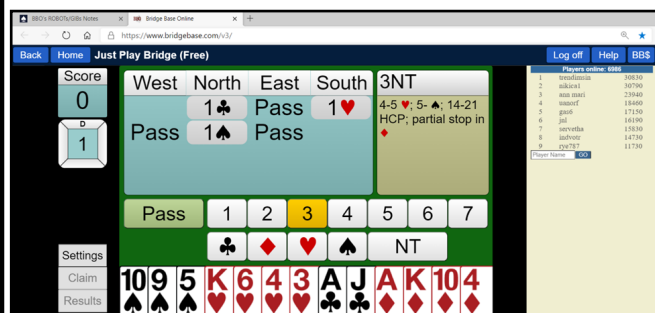 BBO's ROBOTs/GIBs Notes × Bridge Base Online × +
https://www.bridgebase.com/v3/
Back Home Just Play Bridge (Free) Log off Help BB$
Score
0
D
1
Settings
Claim
Results
West North East South
1♣ Pass 1♥
Pass 1♠ Pass
3NT
4-5 ♥; 5- ♠; 14-21
HCP; partial stop in
♦
Pass 1 2 3 4 5 6 7
♣ ♦ ♥ ♠ NT
10 9 5 K 6 4 3 A J A K 10 4
♠ ♠ ♠ ♥ ♥ ♥ ♥ ♣ ♣ ♦ ♦ ♦ ♦
Players online: 6986
1 trendimsin 30830
2 nikica1 30790
3 ann mari 23940
4 uanorf 18460
5 gas6 17150
6 jnl 16190
7 servetha 15830
8 indvotr 14730
9 rye787 11730
Player Name GO